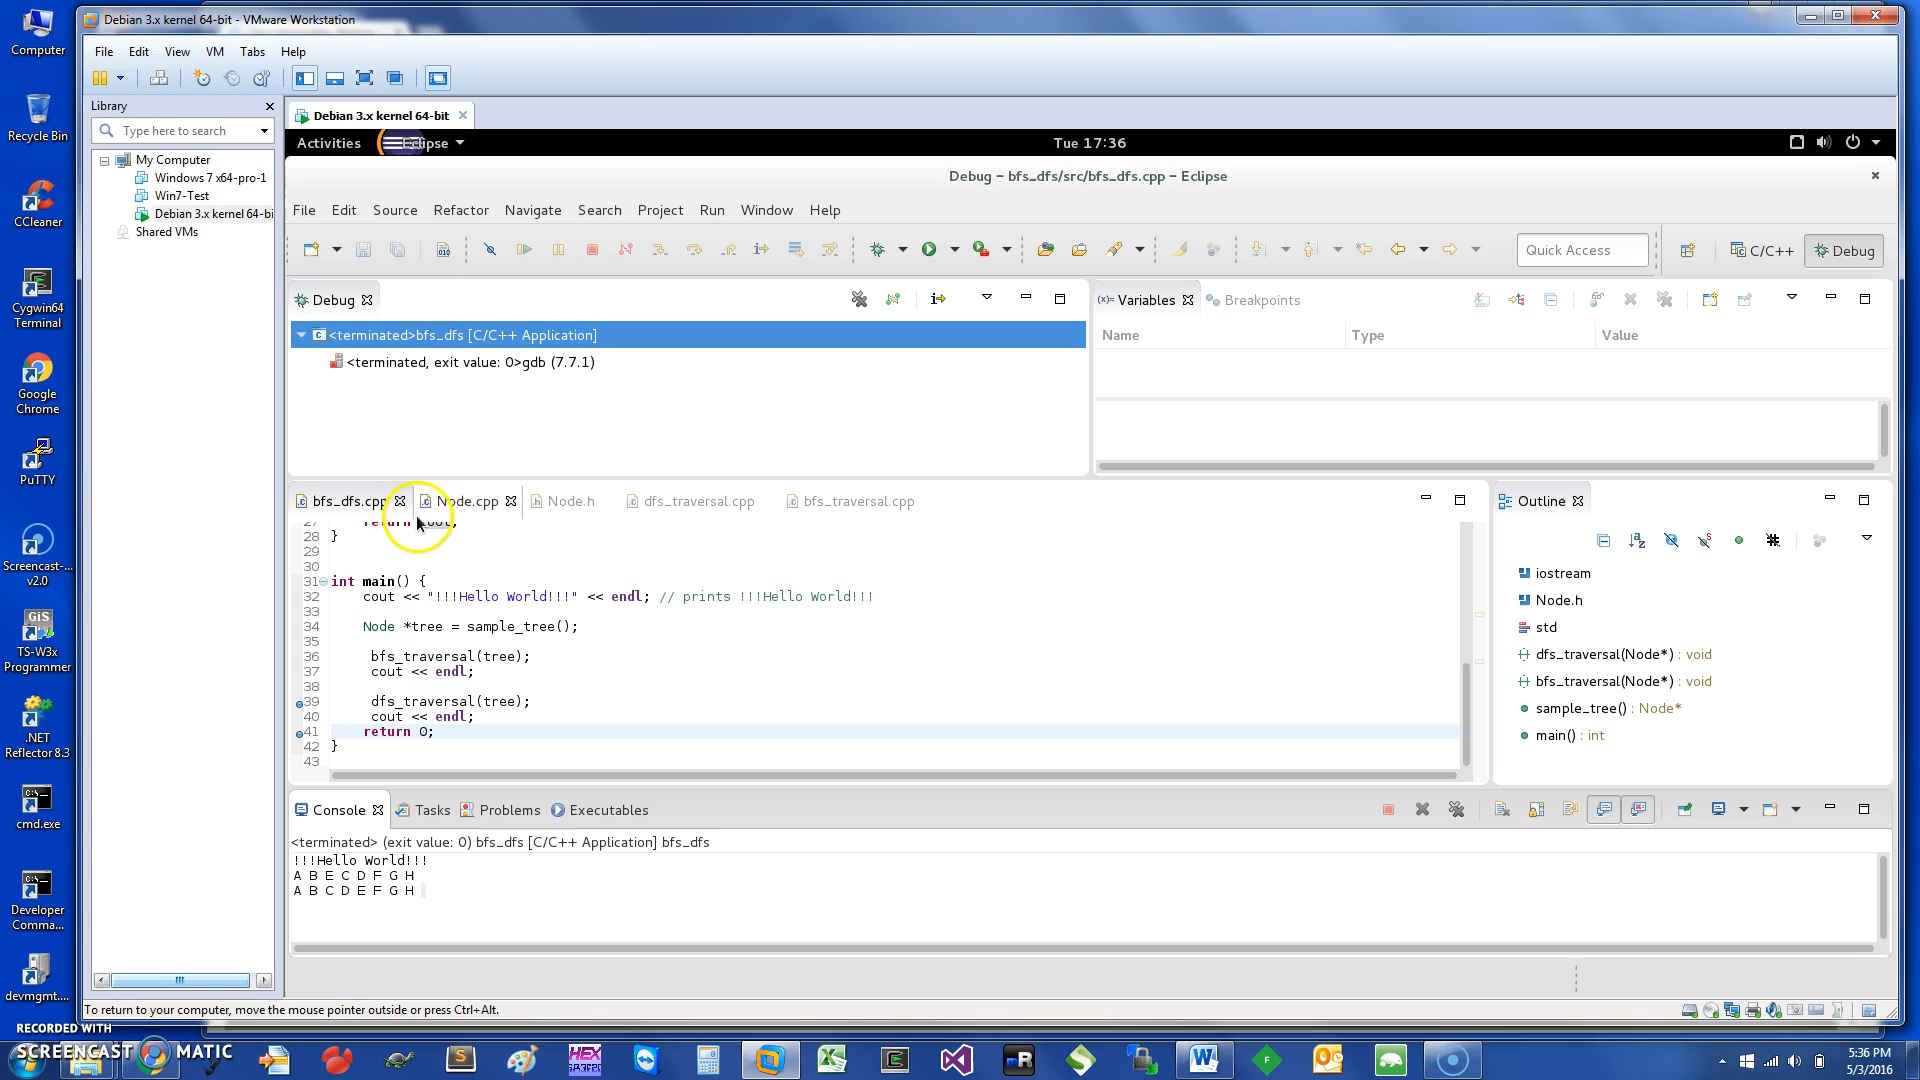 Debian 3.x kernel 64-bit - VMware Workstation
File Edit View VM Tabs Help
Library
Type here to search
My Computer
Windows 7 x64-pro-1
Win7-Test
Debian 3.x kernel 64-bi
Shared VMs
Debian 3.x kernel 64-bit
Activities Eclipse Tue 17:36
Debug – bfs_dfs/src/bfs_dfs.cpp – Eclipse
File Edit Source Refactor Navigate Search Project Run Window Help
Quick Access C/C++ Debug
Debug
<terminated>bfs_dfs [C/C++ Application]
<terminated, exit value: 0>gdb (7.7.1)
(x)= Variables Breakpoints
Name Type Value
bfs_dfs.cpp Node.cpp Node.h dfs_traversal.cpp bfs_traversal.cpp
27 return root;
28 }
29
30
31 int main() {
32 cout << "!!!Hello World!!!" << endl; // prints !!!Hello World!!!
33
34 Node *tree = sample_tree();
35
36 bfs_traversal(tree);
37 cout << endl;
38
39 dfs_traversal(tree);
40 cout << endl;
41 return 0;
42 }
43
Outline
iostream
Node.h
std
dfs_traversal(Node*) : void
bfs_traversal(Node*) : void
sample_tree() : Node*
main() : int
Console Tasks Problems Executables
<terminated> (exit value: 0) bfs_dfs [C/C++ Application] bfs_dfs
!!!Hello World!!!
A B E C D F G H
A B C D E F G H
To return to your computer, move the mouse pointer outside or press Ctrl+Alt.
Computer
Recycle Bin
CCleaner
Cygwin64
Terminal
Google
Chrome
PuTTY
Screencast-...
v2.0
GiS
TS-W3x
Programmer
.NET
Reflector 8.3
cmd.exe
Developer
Comma...
devmgmt....
RECORDED WITH
SCREENCAST MATIC
5:36 PM
5/3/2016